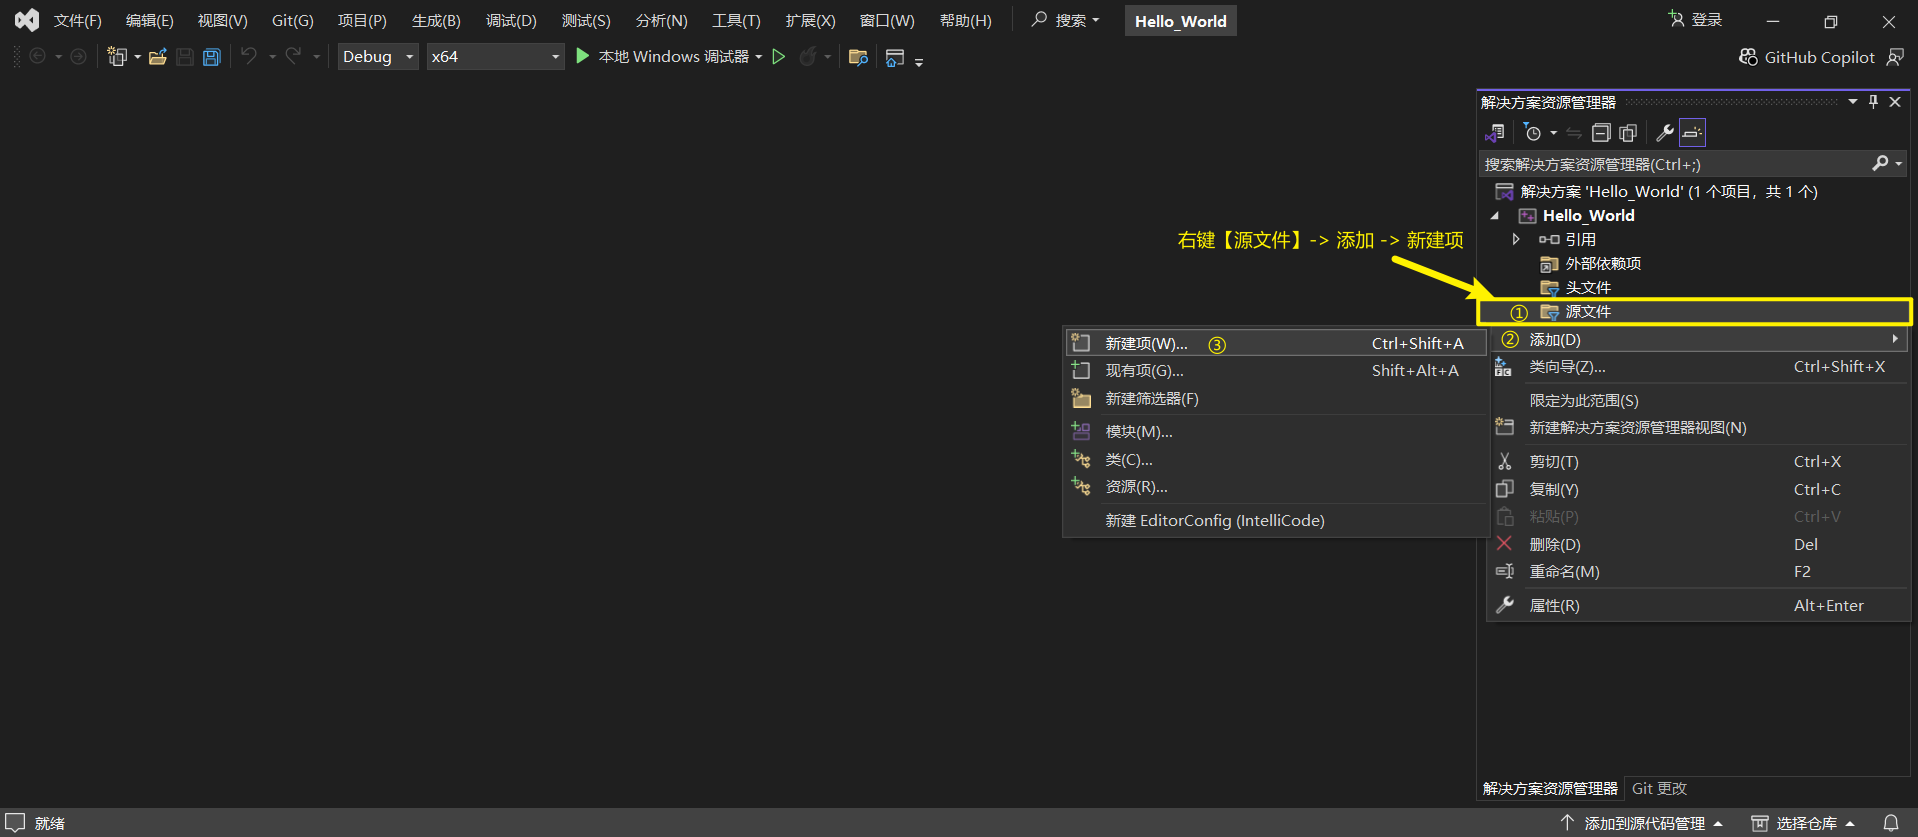 文件(F) 编辑(E) 视图(V) Git(G) 项目(P) 生成(B) 调试(D) 测试(S) 分析(N) 工具(T) 扩展(X) 窗口(W) 帮助(H) 搜索 Hello_World 登录
Debug x64 本地 Windows 调试器 GitHub Copilot
解决方案资源管理器
搜索解决方案资源管理器(Ctrl+;)
解决方案 'Hello_World' (1 个项目，共 1 个)
Hello_World
引用
右键【源文件】-> 添加 -> 新建项
外部依赖项
头文件
① 源文件
② 添加(D)
新建项(W)... ③ Ctrl+Shift+A
现有项(G)... Shift+Alt+A
新建筛选器(F)
模块(M)...
类(C)...
资源(R)...
新建 EditorConfig (IntelliCode)
类向导(Z)... Ctrl+Shift+X
限定为此范围(S)
新建解决方案资源管理器视图(N)
剪切(T) Ctrl+X
复制(Y) Ctrl+C
粘贴(P) Ctrl+V
删除(D) Del
重命名(M) F2
属性(R) Alt+Enter
解决方案资源管理器 Git 更改
就绪 添加到源代码管理 选择仓库